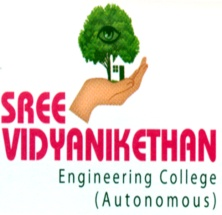 SREE
VIDYANIKETHAN
Engineering College
(Autonomous)